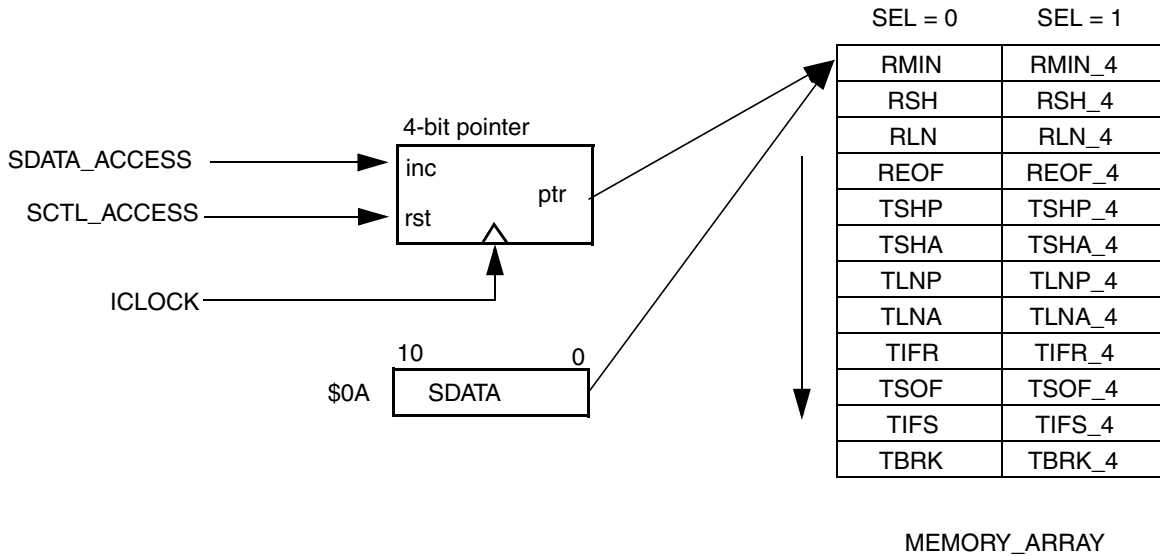 SEL = 0 SEL = 1
RMIN RMIN_4
RSH RSH_4
RLN RLN_4
REOF REOF_4
TSHP TSHP_4
TSHA TSHA_4
TLNP TLNP_4
TLNA TLNA_4
TIFR TIFR_4
TSOF TSOF_4
TIFS TIFS_4
TBRK TBRK_4
MEMORY_ARRAY
4-bit pointer
SDATA_ACCESS
inc
ptr
SCTL_ACCESS
rst
ICLOCK
10 0
$0A SDATA